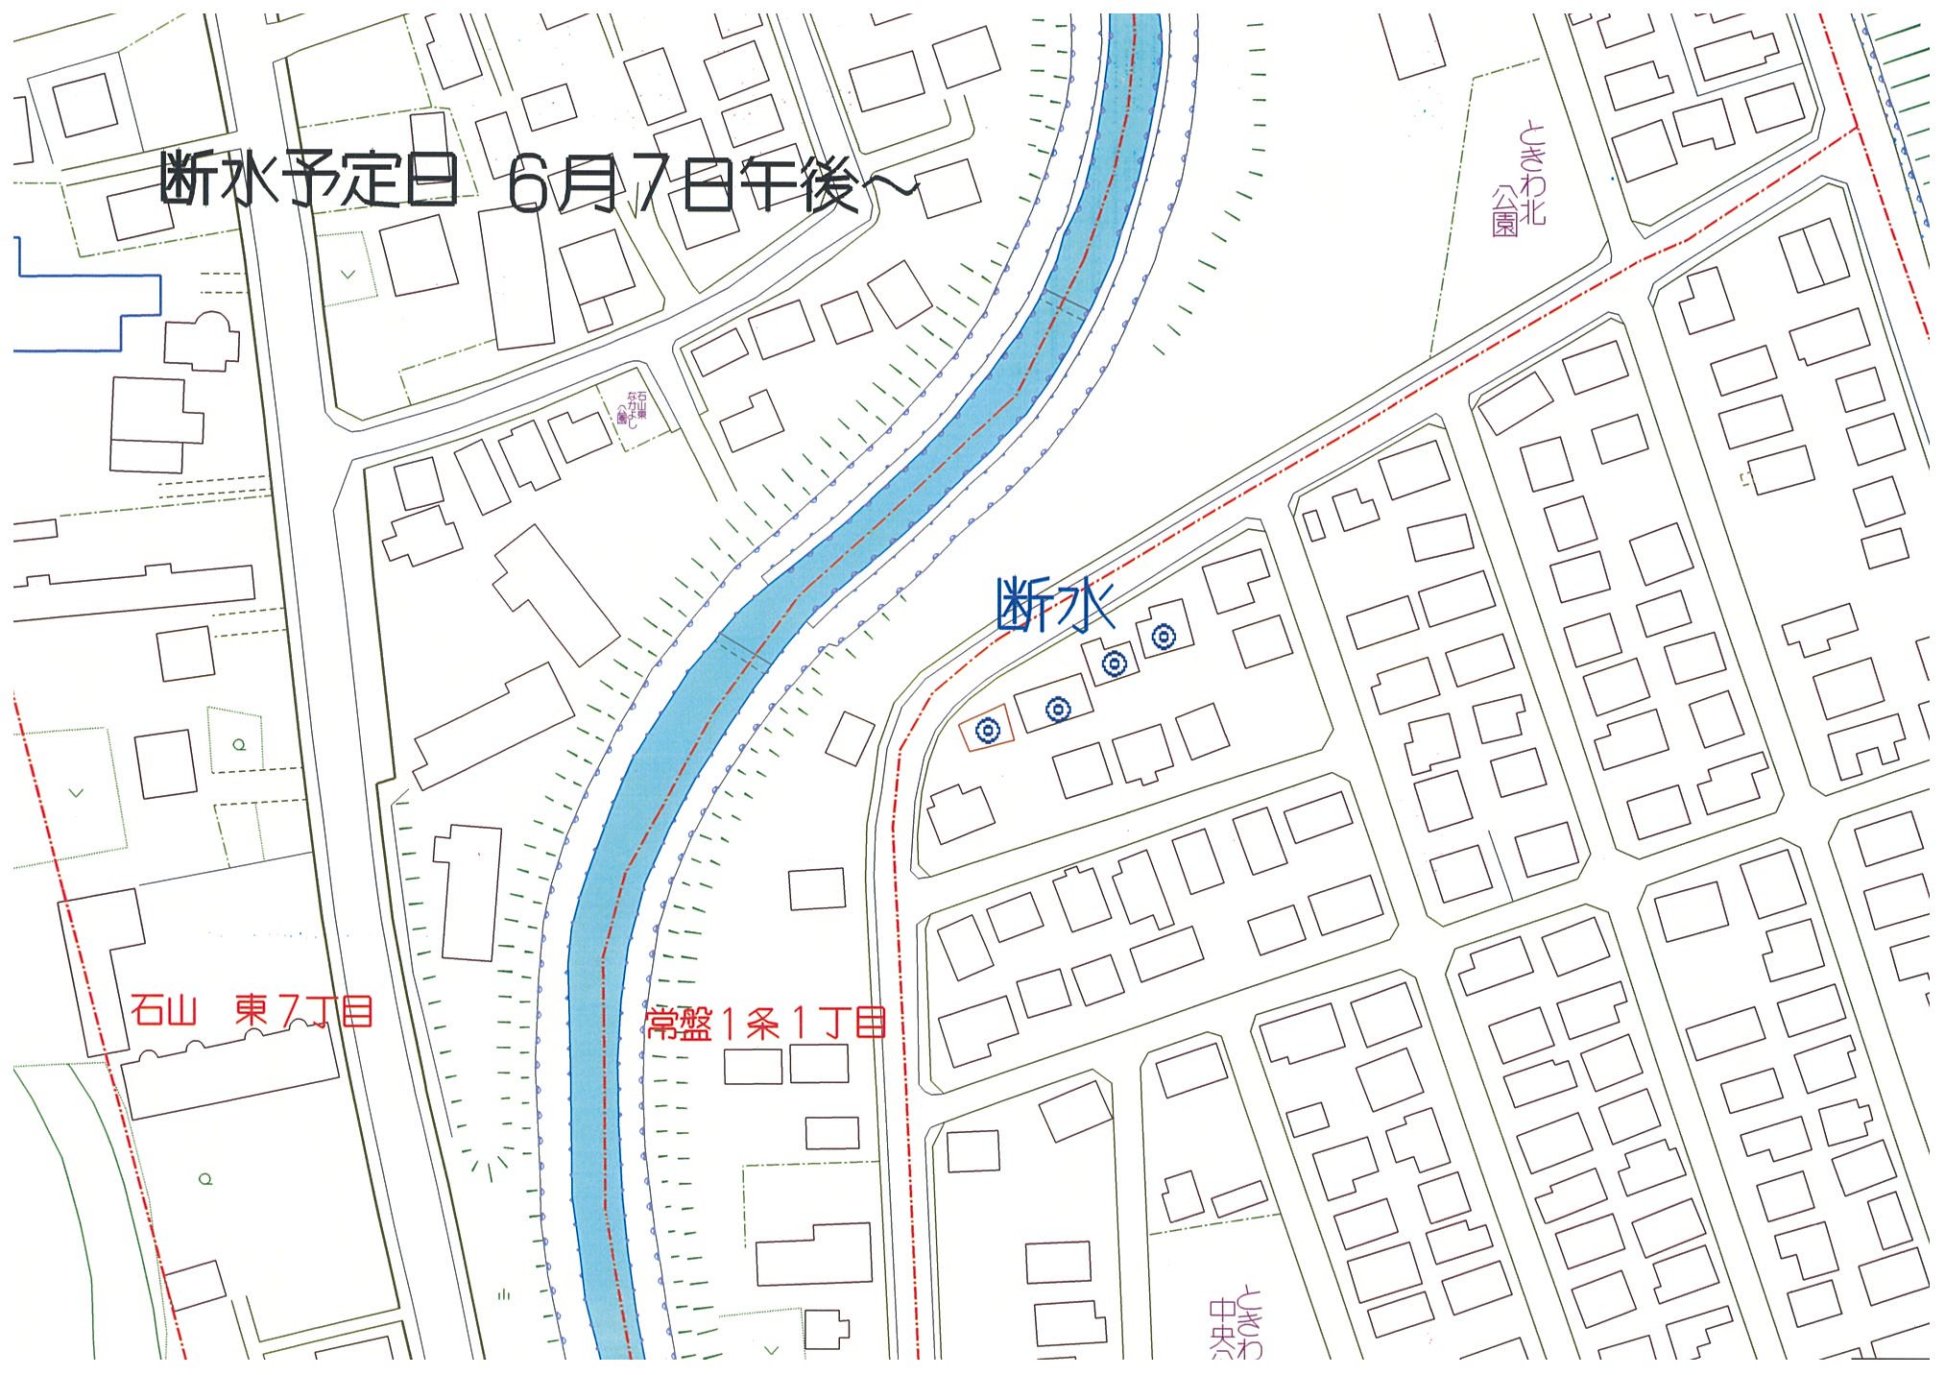 断水予定日　6月7日午後～
ときわ北
公園
石山東
なかよし
公園
断水
石山　東7丁目
常盤1条1丁目
ときわ
中央公